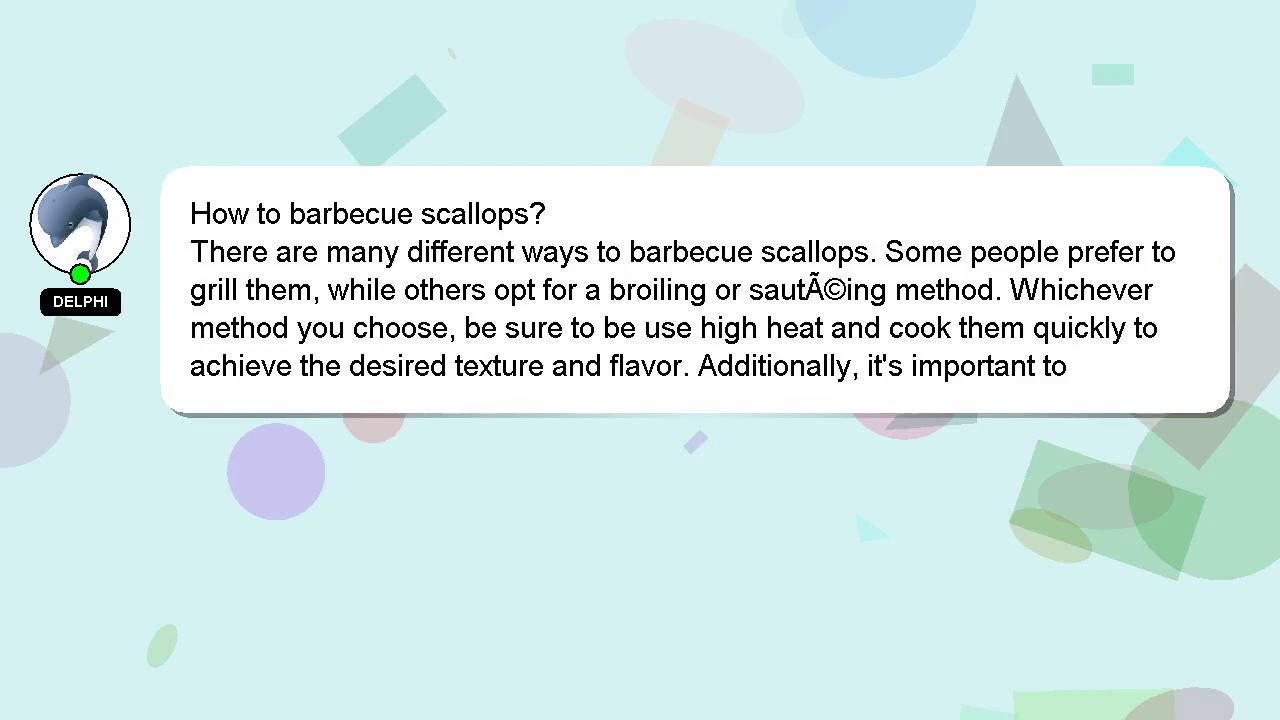 How to barbecue scallops?
There are many different ways to barbecue scallops. Some people prefer to
grill them, while others opt for a broiling or sautÃ©ing method. Whichever
method you choose, be sure to be use high heat and cook them quickly to
achieve the desired texture and flavor. Additionally, it's important to
DELPHI